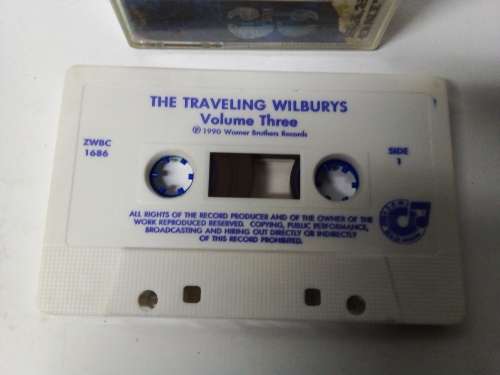 THE TRAVELING WILBURYS
Volume Three
℗ 1990 Warner Brothers Records
ZWBC
1686
SIDE
1
ALL RIGHTS OF THE RECORD PRODUCER AND OF THE OWNER OF THE
WORK REPRODUCED RESERVED. COPYING, PUBLIC PERFORMANCE,
BROADCASTING AND HIRING OUT DIRECTLY OR INDIRECTLY
OF THIS RECORD PROHIBITED.